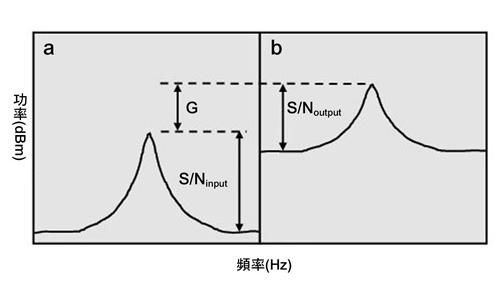 a
b
G
S/Noutput
S/Ninput
功率(dBm)
頻率(Hz)